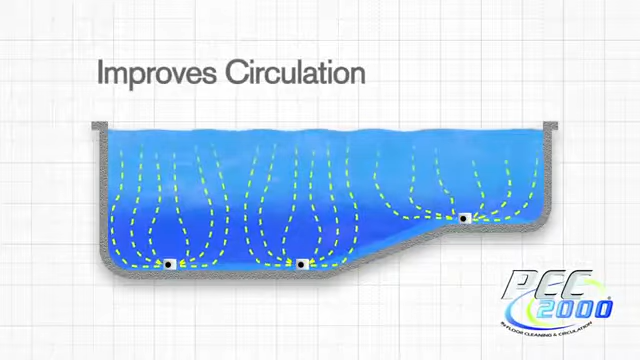 Improves Circulation
PCC
2000
IN-FLOOR CLEANING & CIRCULATION